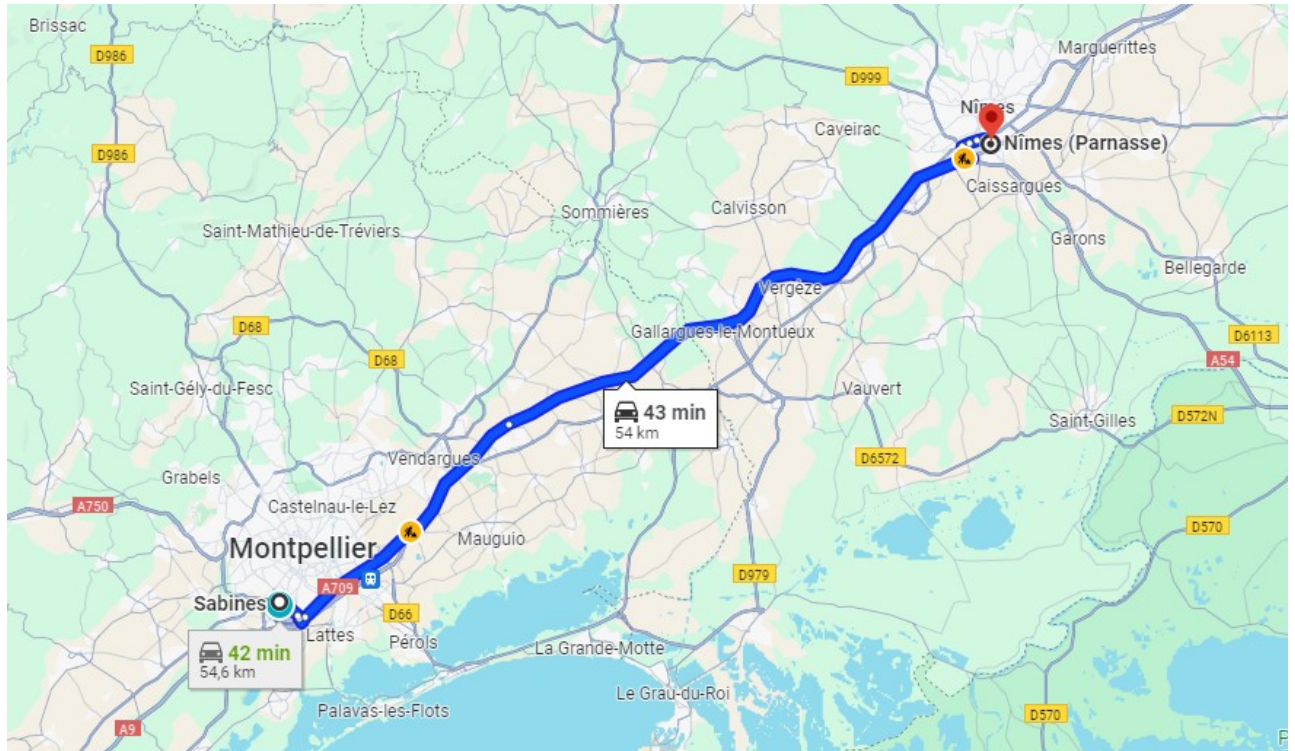 Brissac
D986
Marguerittes
D999
Nîmes
Caveirac
Nîmes (Parnasse)
D986
Caissargues
Sommières
Calvisson
Saint-Mathieu-de-Tréviers
Garons
Bellegarde
Vergèze
D68
Gallargues-le-Montueux
D6113
D68
A54
Saint-Gély-du-Fesc
Vauvert
43 min
54 km
D572N
Saint-Gilles
Vendargues
D6572
Grabels
A750
Castelnau-le-Lez
D570
Mauguio
Montpellier
D979
A709
Sabines
D66
Lattes
Pérols
La Grande-Motte
42 min
54,6 km
Le Grau-du-Roi
Palavas-les-Flots
D570
A9
P